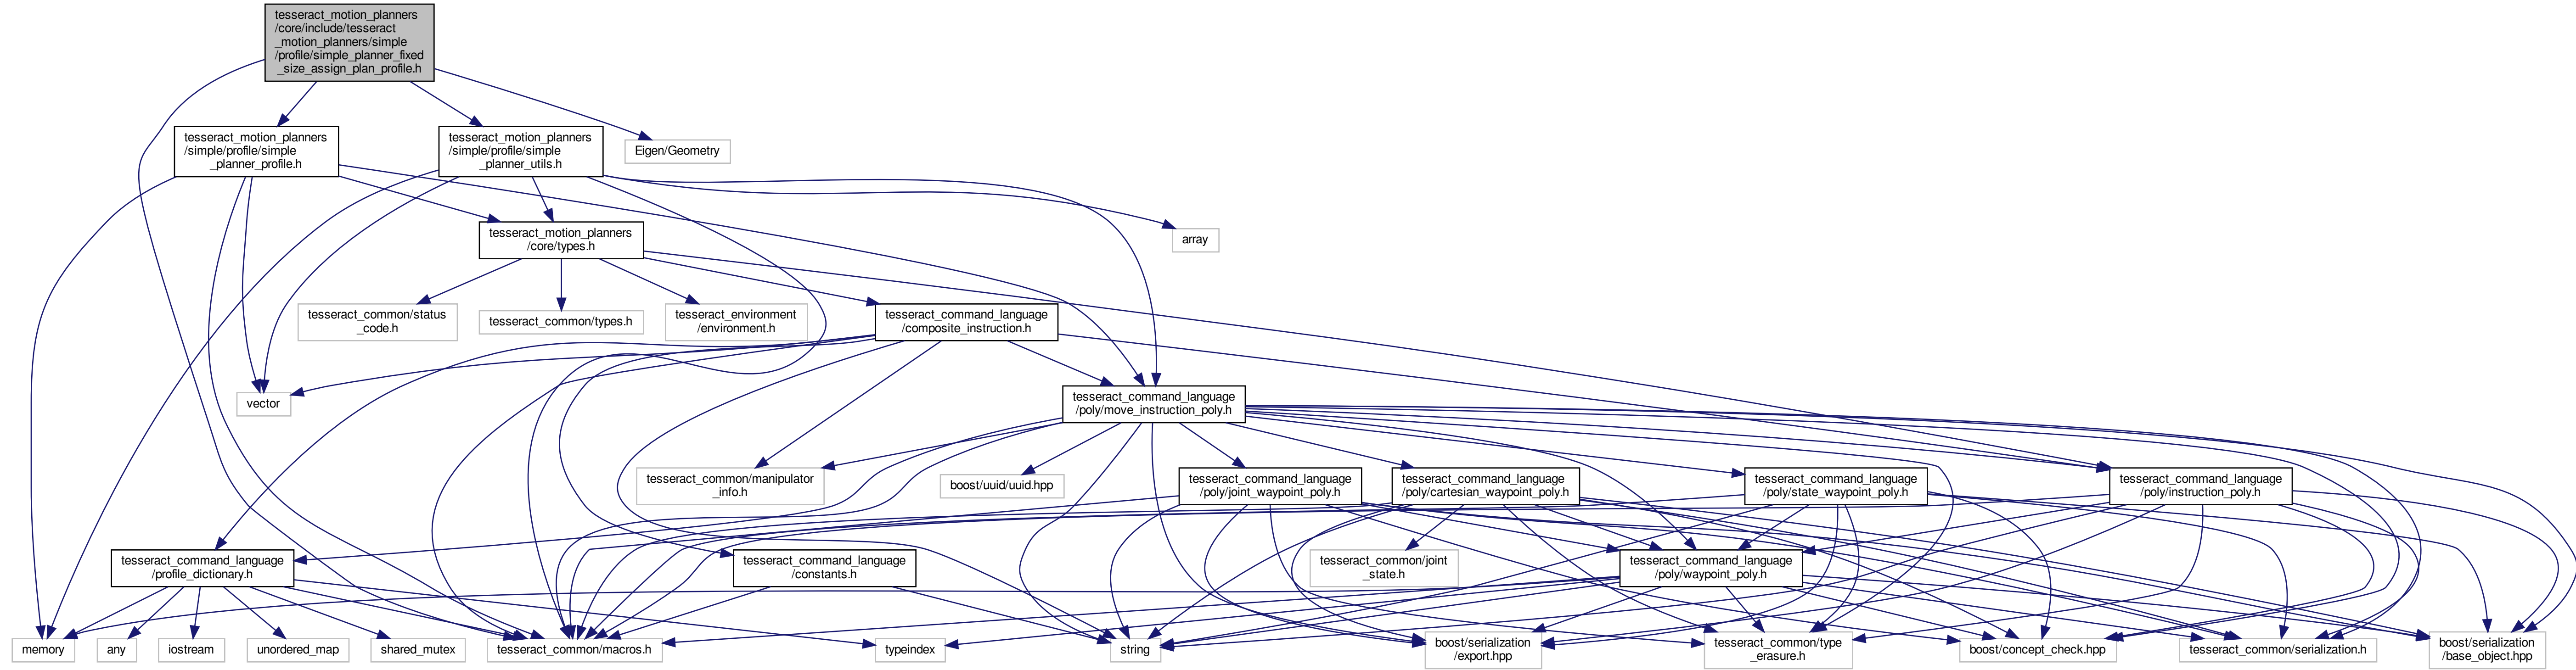 tesseract_motion_planners
/core/include/tesseract
_motion_planners/simple
/profile/simple_planner_fixed
_size_assign_plan_profile.h
tesseract_motion_planners
/simple/profile/simple
_planner_profile.h
tesseract_motion_planners
/simple/profile/simple
_planner_utils.h
Eigen/Geometry
tesseract_motion_planners
/core/types.h
array
tesseract_common/status
_code.h
tesseract_common/types.h
tesseract_environment
/environment.h
tesseract_command_language
/composite_instruction.h
vector
tesseract_command_language
/poly/move_instruction_poly.h
tesseract_common/manipulator
_info.h
boost/uuid/uuid.hpp
tesseract_command_language
/poly/joint_waypoint_poly.h
tesseract_command_language
/poly/cartesian_waypoint_poly.h
tesseract_command_language
/poly/state_waypoint_poly.h
tesseract_command_language
/poly/instruction_poly.h
tesseract_command_language
/profile_dictionary.h
tesseract_command_language
/constants.h
tesseract_common/joint
_state.h
tesseract_command_language
/poly/waypoint_poly.h
memory
any
iostream
unordered_map
shared_mutex
tesseract_common/macros.h
typeindex
string
boost/serialization
/export.hpp
tesseract_common/type
_erasure.h
boost/concept_check.hpp
tesseract_common/serialization.h
boost/serialization
/base_object.hpp